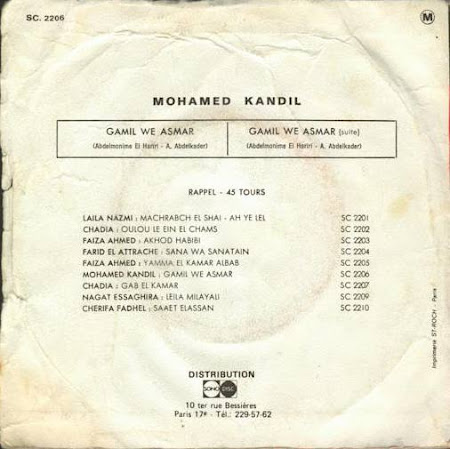 SC. 2206
M
MOHAMED KANDIL
GAMIL WE ASMAR
(Abdelmonime El Hariri - A. Abdelkader)
GAMIL WE ASMAR (suite)
(Abdelmonime El Hariri - A. Abdelkader)
RAPPEL - 45 TOURS
LAILA NAZMI : MACHRABCH EL SHAI - AH YE LEL SC 2201
CHADIA : OULOU LE EIN EL CHAMS SC 2202
FAIZA AHMED : AKHOD HABIBI SC 2203
FARID EL ATTRACHE : SANA WA SANATAIN SC 2204
FAIZA AHMED : YAMMA EL KAMAR ALBAB SC 2205
MOHAMED KANDIL : GAMIL WE ASMAR SC 2206
CHADIA : GAB EL KAMAR SC 2207
NAGAT ESSAGHIRA : LEILA MILAYALI SC 2209
CHERIFA FADHEL : SAAET ELASSAN SC 2210
Imprimerie ST-ROCH - Paris
DISTRIBUTION
SONO DISC
10 ter rue Bessières
Paris 17e - Tél.: 229-57-62